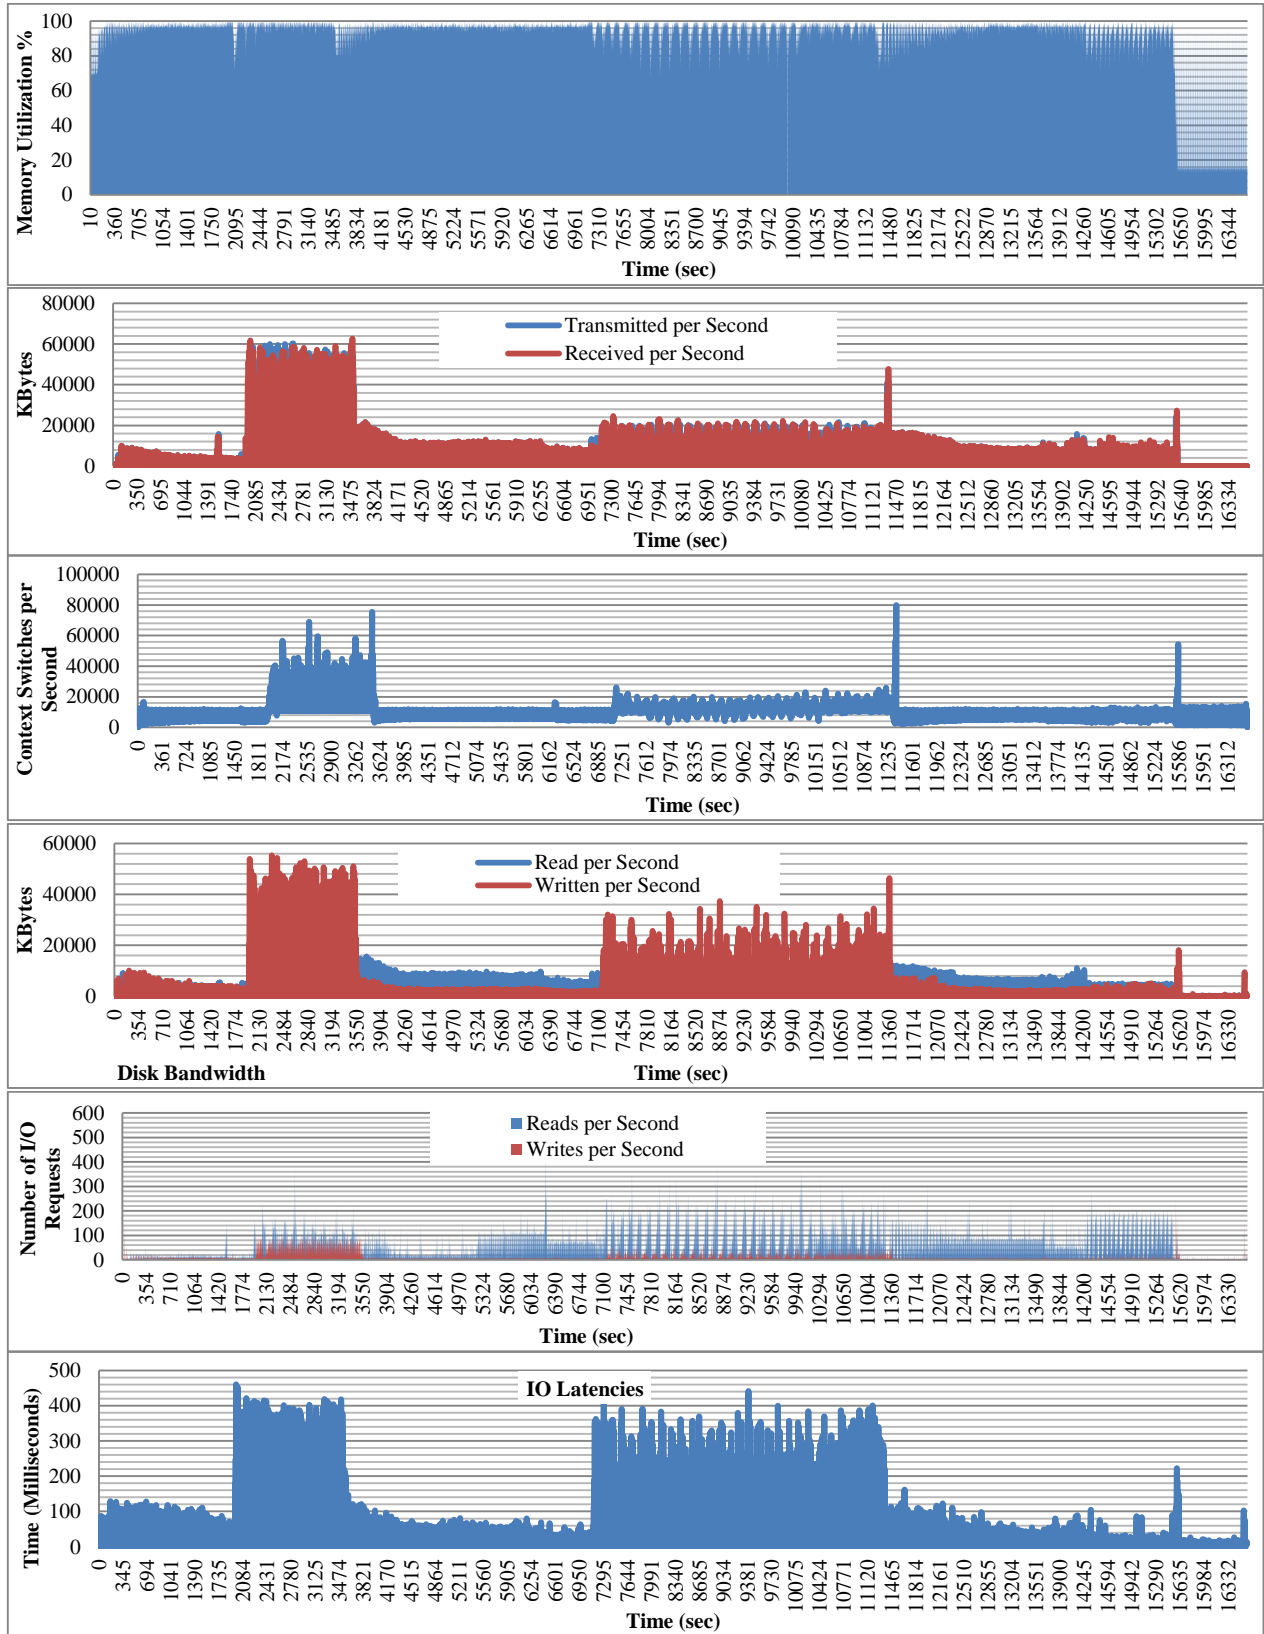 Memory Utilization %
100
80
60
40
20
0
10 360 705 1054 1401 1750 2095 2444 2791 3140 3485 3834 4181 4530 4875 5224 5571 5920 6265 6614 6961 7310 7655 8004 8351 8700 9045 9394 9742 10090 10435 10784 11132 11480 11825 12174 12522 12870 13215 13564 13912 14260 14605 14954 15302 15650 15995 16344
Time (sec)
KBytes
80000
60000
40000
20000
0
Transmitted per Second
Received per Second
0 350 695 1044 1391 1740 2085 2434 2781 3130 3475 3824 4171 4520 4865 5214 5561 5910 6255 6604 6951 7300 7645 7994 8341 8690 9035 9384 9731 10080 10425 10774 11121 11470 11815 12164 12512 12860 13205 13554 13902 14250 14595 14944 15292 15640 15985 16334
Time (sec)
Context Switches per
Second
100000
80000
60000
40000
20000
0
0 361 724 1085 1450 1811 2174 2535 2900 3262 3624 3985 4351 4712 5074 5435 5801 6162 6524 6885 7251 7612 7974 8335 8701 9062 9424 9785 10151 10512 10874 11235 11601 11962 12324 12685 13051 13412 13774 14135 14501 14862 15224 15586 15951 16312
Time (sec)
KBytes
60000
40000
20000
0
Read per Second
Written per Second
0 354 710 1064 1420 1774 2130 2484 2840 3194 3550 3904 4260 4614 4970 5324 5680 6034 6390 6744 7100 7454 7810 8164 8520 8874 9230 9584 9940 10294 10650 11004 11360 11714 12070 12424 12780 13134 13490 13844 14200 14554 14910 15264 15620 15974 16330
Disk Bandwidth
Time (sec)
Number of I/O
Requests
600
500
400
300
200
100
0
Reads per Second
Writes per Second
0 354 710 1064 1420 1774 2130 2484 2840 3194 3550 3904 4260 4614 4970 5324 5680 6034 6390 6744 7100 7454 7810 8164 8520 8874 9230 9584 9940 10294 10650 11004 11360 11714 12070 12424 12780 13134 13490 13844 14200 14554 14910 15264 15620 15974 16330
Time (sec)
Time (Milliseconds)
500
400
300
200
100
0
IO Latencies
0 345 694 1041 1390 1735 2084 2431 2780 3125 3474 3821 4170 4515 4864 5211 5560 5905 6254 6601 6950 7295 7644 7991 8340 8685 9034 9381 9730 10075 10424 10771 11120 11465 11814 12161 12510 12855 13204 13551 13900 14245 14594 14942 15290 15635 15984 16332
Time (sec)